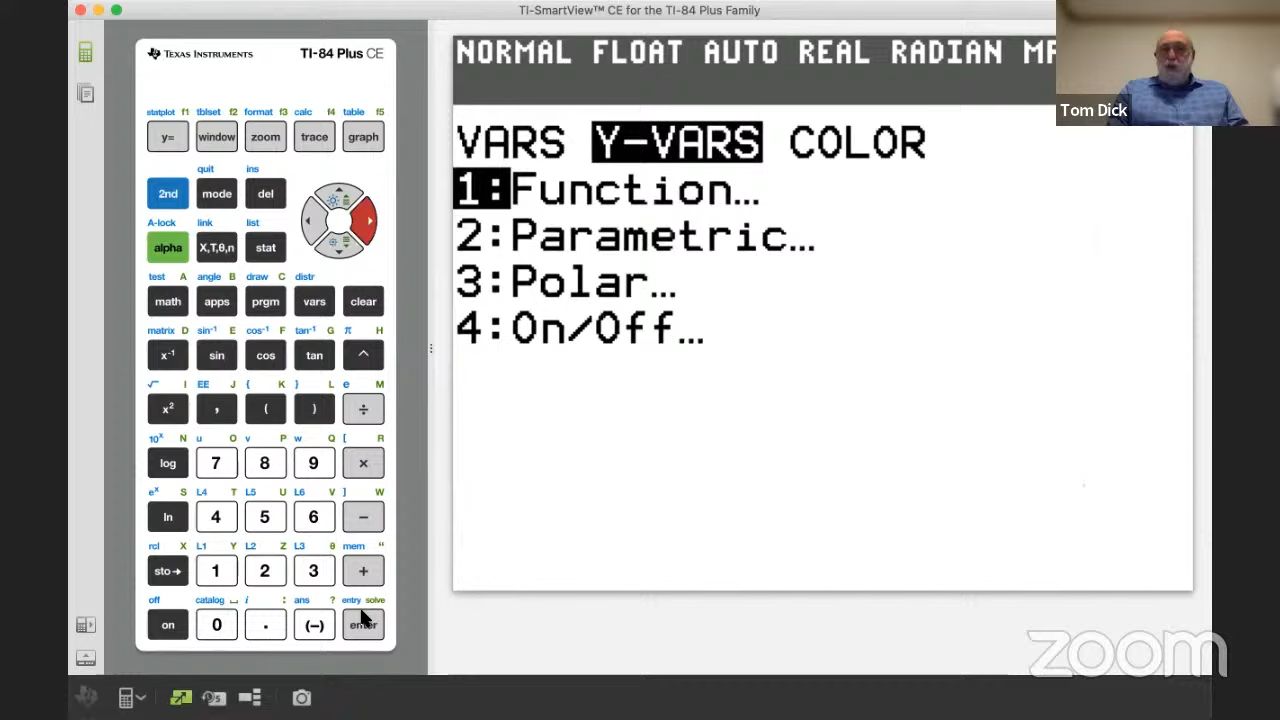 TI-SmartView™ CE for the TI-84 Plus Family
TEXAS INSTRUMENTS TI-84 Plus CE
statplot f1 tblset f2 format f3 calc f4 table f5
y= window zoom trace graph
quit ins
2nd mode del
A-lock link list
alpha X,T,θ,n stat
test A angle B draw C distr
math apps prgm vars clear
matrix D sin⁻¹ E cos⁻¹ F tan⁻¹ G π H
x⁻¹ sin cos tan ^
√ I EE J { K } L e M
x² , ( ) ÷
10ˣ N u O v P w Q [ R
log 7 8 9 ×
eˣ S L4 T L5 U L6 V ] W
ln 4 5 6 −
rcl X L1 Y L2 Z L3 θ mem "
sto→ 1 2 3 +
off catalog ⎵ i : ans ? entry solve
on 0 . (−) enter
NORMAL FLOAT AUTO REAL RADIAN
VARS Y-VARS COLOR
1:Function…
2:Parametric…
3:Polar…
4:On/Off…
Tom Dick
zoom